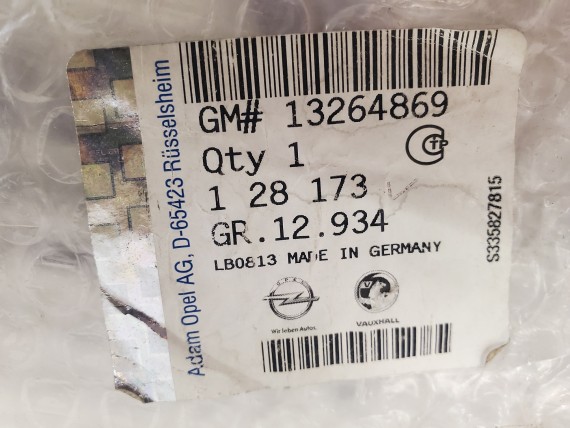 GM# 13264869
Qty 1
1 28 173
GR.12.934
LB0813 MADE IN GERMANY
OPEL
Wir leben Autos.
VAUXHALL
Adam Opel AG, D-65423 Rüsselsheim
S335827815